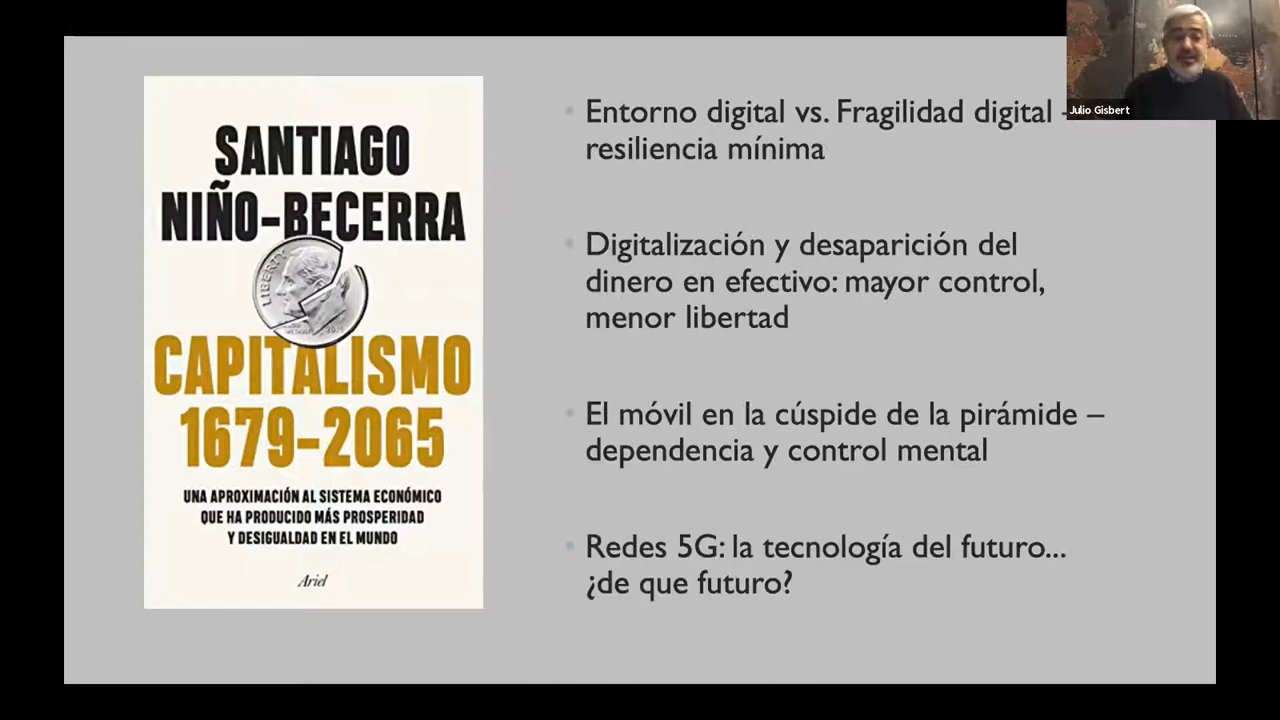 SANTIAGO
NIÑO-BECERRA
LIBERTY
CAPITALISMO
1679-2065
UNA APROXIMACIÓN AL SISTEMA ECONÓMICO
QUE HA PRODUCIDO MÁS PROSPERIDAD
Y DESIGUALDAD EN EL MUNDO
Ariel
• Entorno digital vs. Fragilidad digital –
resiliencia mínima
• Digitalización y desaparición del
dinero en efectivo: mayor control,
menor libertad
• El móvil en la cúspide de la pirámide –
dependencia y control mental
• Redes 5G: la tecnología del futuro...
¿de que futuro?
Julio Gisbert